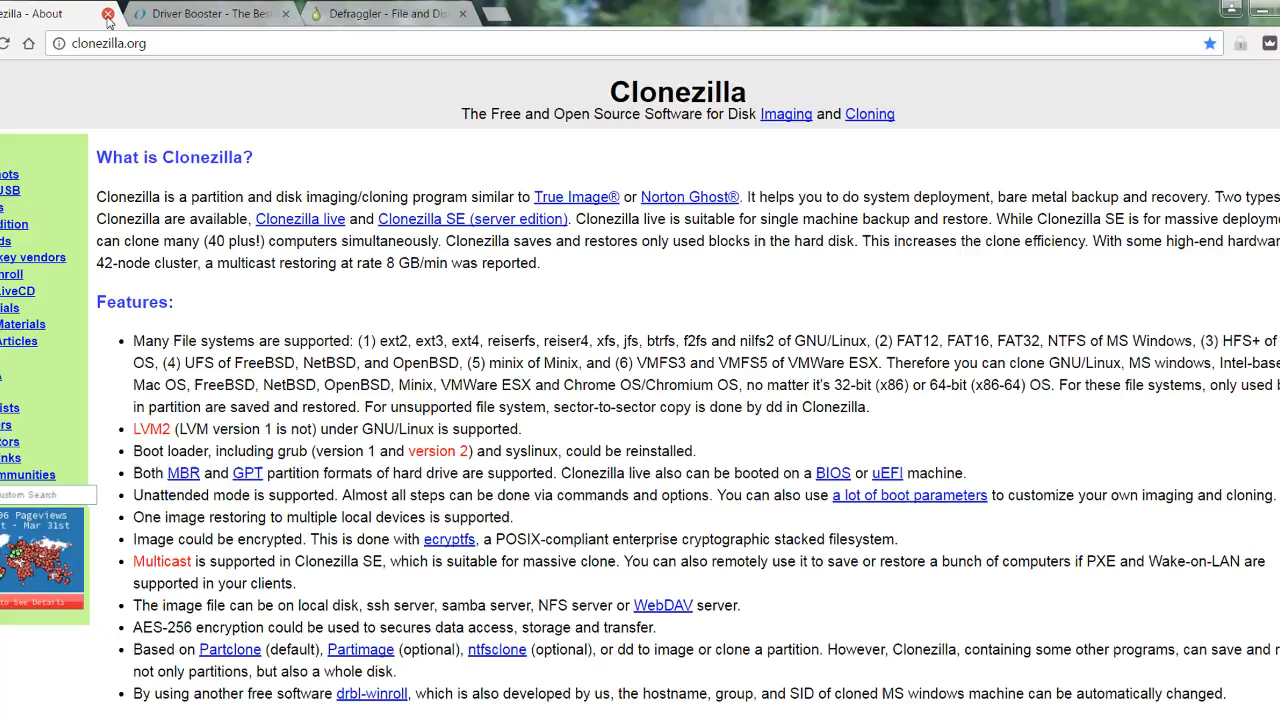 ezilla - About
Driver Booster - The Bes
Defraggler - File and Dis
clonezilla.org
Clonezilla
The Free and Open Source Software for Disk Imaging and Cloning
What is Clonezilla?
Clonezilla is a partition and disk imaging/cloning program similar to True Image® or Norton Ghost®. It helps you to do system deployment, bare metal backup and recovery. Two types
Clonezilla are available, Clonezilla live and Clonezilla SE (server edition). Clonezilla live is suitable for single machine backup and restore. While Clonezilla SE is for massive deployme
can clone many (40 plus!) computers simultaneously. Clonezilla saves and restores only used blocks in the hard disk. This increases the clone efficiency. With some high-end hardwa
42-node cluster, a multicast restoring at rate 8 GB/min was reported.
Features:
Many File systems are supported: (1) ext2, ext3, ext4, reiserfs, reiser4, xfs, jfs, btrfs, f2fs and nilfs2 of GNU/Linux, (2) FAT12, FAT16, FAT32, NTFS of MS Windows, (3) HFS+ of
OS, (4) UFS of FreeBSD, NetBSD, and OpenBSD, (5) minix of Minix, and (6) VMFS3 and VMFS5 of VMWare ESX. Therefore you can clone GNU/Linux, MS windows, Intel-base
Mac OS, FreeBSD, NetBSD, OpenBSD, Minix, VMWare ESX and Chrome OS/Chromium OS, no matter it's 32-bit (x86) or 64-bit (x86-64) OS. For these file systems, only used b
in partition are saved and restored. For unsupported file system, sector-to-sector copy is done by dd in Clonezilla.
LVM2 (LVM version 1 is not) under GNU/Linux is supported.
Boot loader, including grub (version 1 and version 2) and syslinux, could be reinstalled.
Both MBR and GPT partition formats of hard drive are supported. Clonezilla live also can be booted on a BIOS or uEFI machine.
Unattended mode is supported. Almost all steps can be done via commands and options. You can also use a lot of boot parameters to customize your own imaging and cloning.
One image restoring to multiple local devices is supported.
Image could be encrypted. This is done with ecryptfs, a POSIX-compliant enterprise cryptographic stacked filesystem.
Multicast is supported in Clonezilla SE, which is suitable for massive clone. You can also remotely use it to save or restore a bunch of computers if PXE and Wake-on-LAN are
supported in your clients.
The image file can be on local disk, ssh server, samba server, NFS server or WebDAV server.
AES-256 encryption could be used to secures data access, storage and transfer.
Based on Partclone (default), Partimage (optional), ntfsclone (optional), or dd to image or clone a partition. However, Clonezilla, containing some other programs, can save and r
not only partitions, but also a whole disk.
By using another free software drbl-winroll, which is also developed by us, the hostname, group, and SID of cloned MS windows machine can be automatically changed.
ots
USB
s
dition
ds
key vendors
nroll
LiveCD
ials
Materials
Articles
A
ists
rs
tors
inks
mmunities
ustom Search
06 Pageviews
st - Mar 31st
to See Details